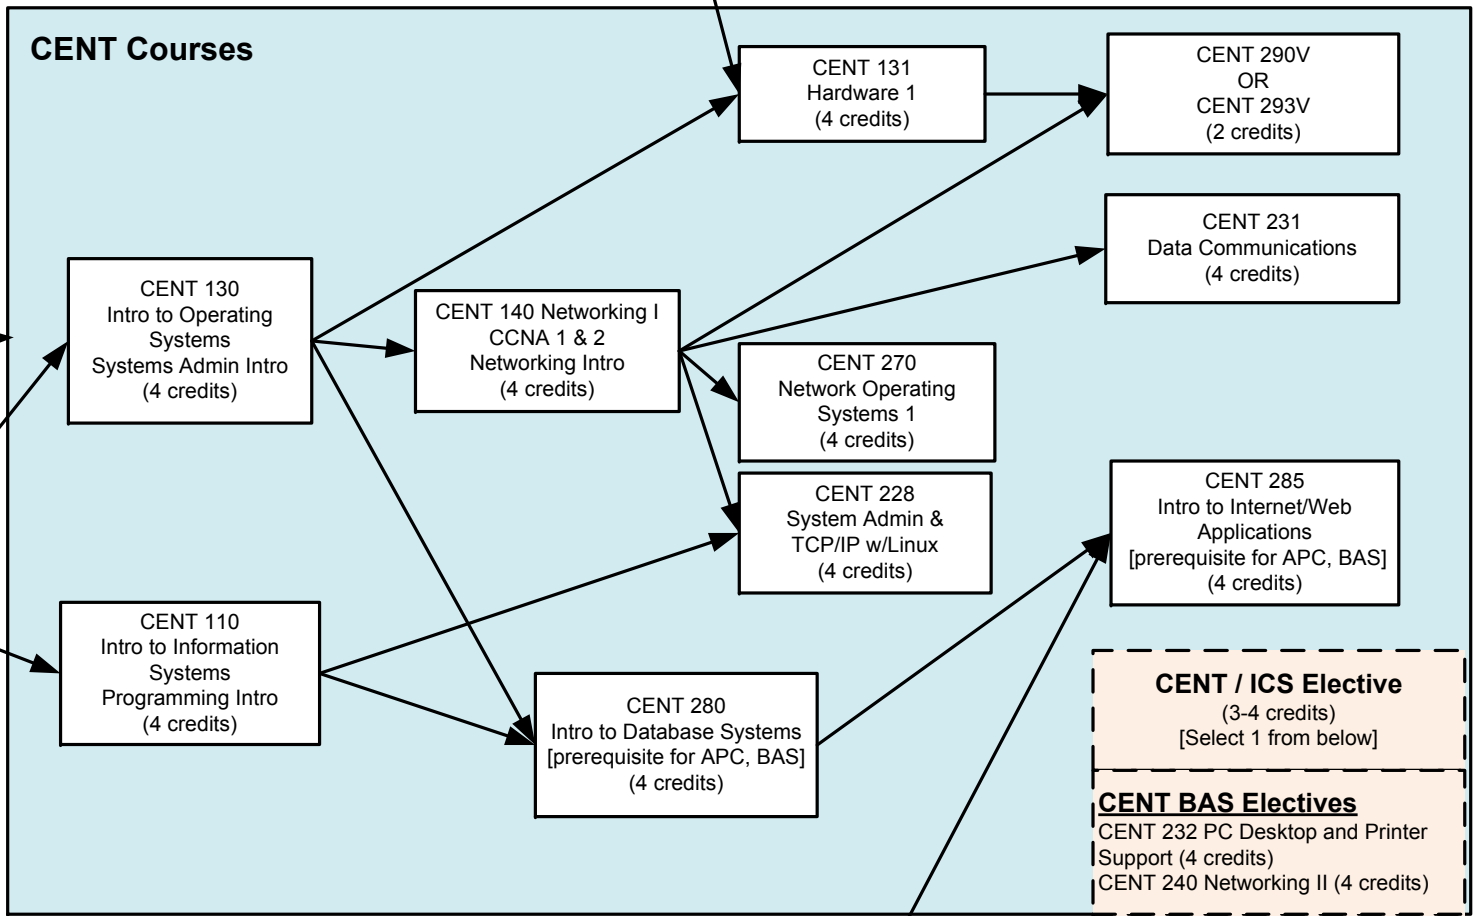 CENT Courses
CENT 131
Hardware 1
(4 credits)
CENT 290V
OR
CENT 293V
(2 credits)
CENT 231
Data Communications
(4 credits)
CENT 130
Intro to Operating
Systems
Systems Admin Intro
(4 credits)
CENT 140 Networking I
CCNA 1 & 2
Networking Intro
(4 credits)
CENT 270
Network Operating
Systems 1
(4 credits)
CENT 228
System Admin &
TCP/IP w/Linux
(4 credits)
CENT 285
Intro to Internet/Web
Applications
[prerequisite for APC, BAS]
(4 credits)
CENT 110
Intro to Information
Systems
Programming Intro
(4 credits)
CENT 280
Intro to Database Systems
[prerequisite for APC, BAS]
(4 credits)
CENT / ICS Elective
(3-4 credits)
[Select 1 from below]
CENT BAS Electives
CENT 232 PC Desktop and Printer
Support (4 credits)
CENT 240 Networking II (4 credits)